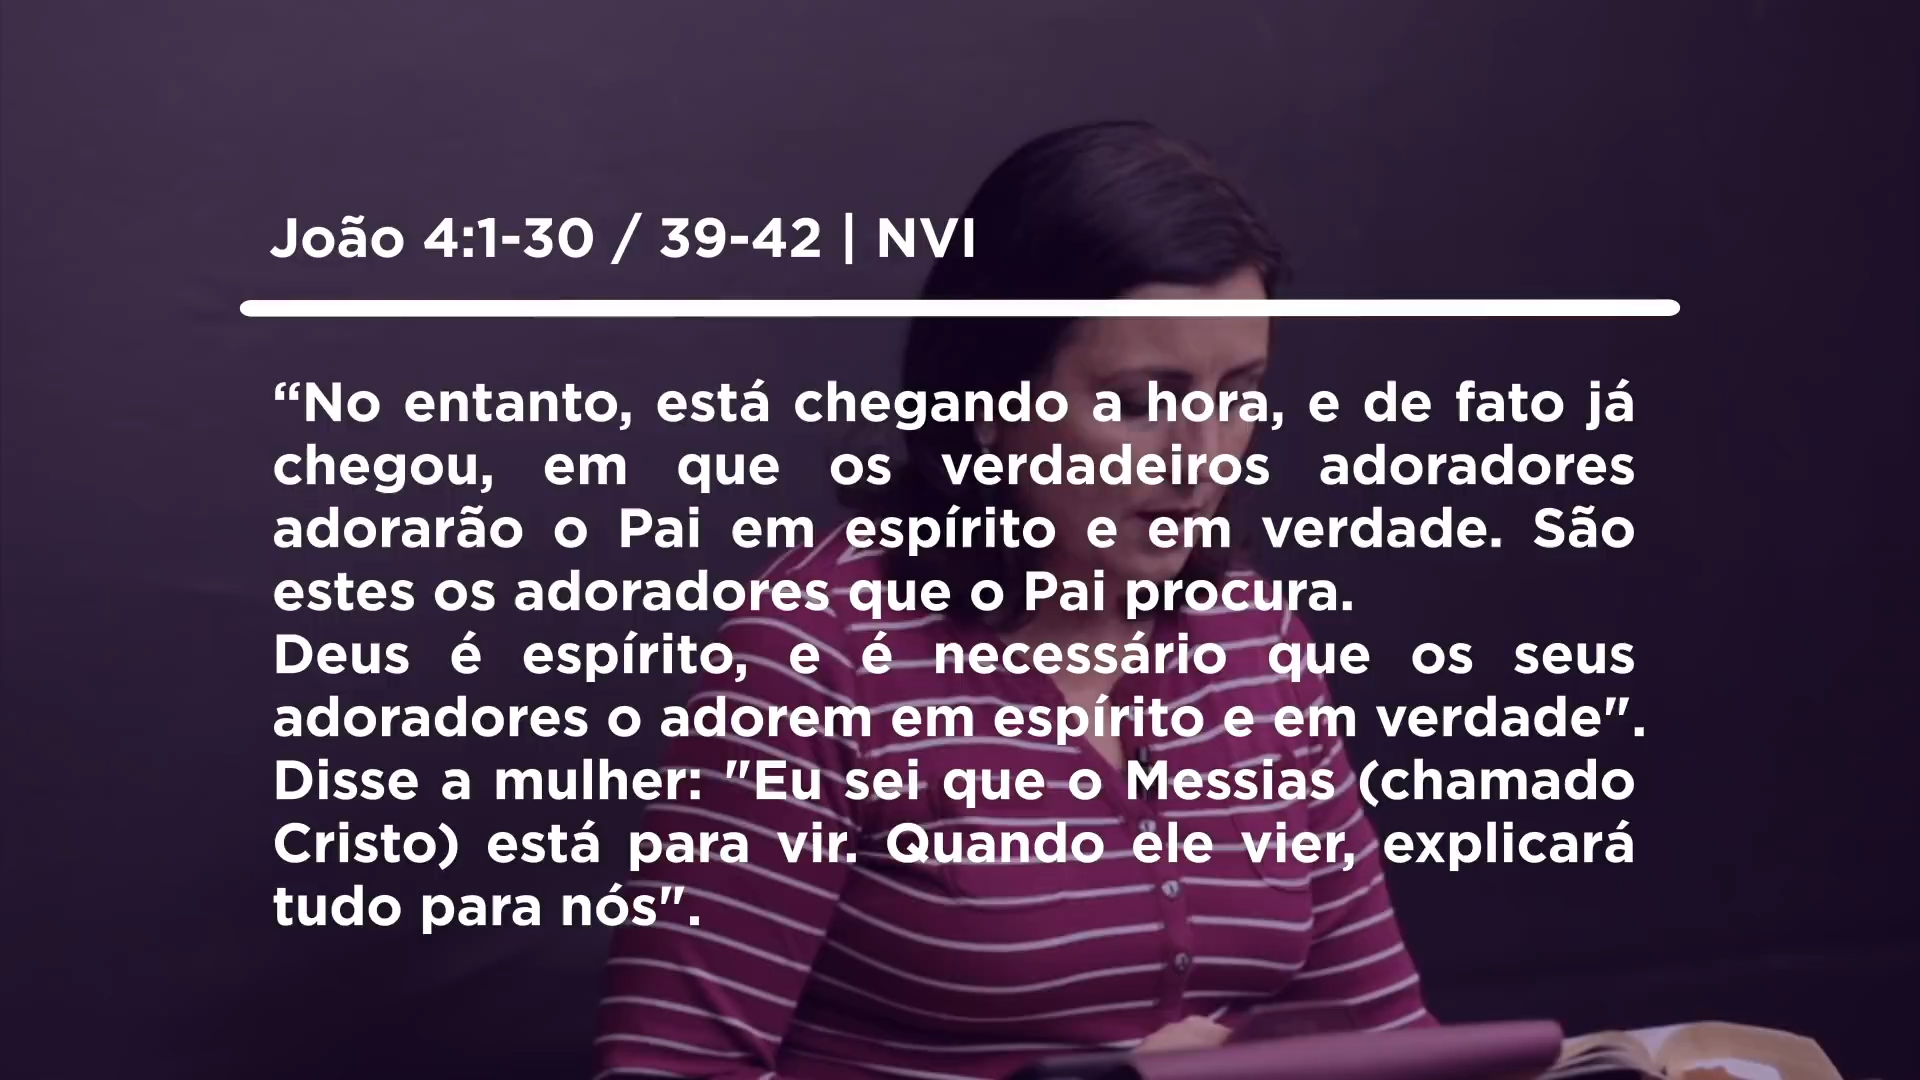 João 4:1-30 / 39-42 | NVI
“No entanto, está chegando a hora, e de fato já
chegou, em que os verdadeiros adoradores
adorarão o Pai em espírito e em verdade. São
estes os adoradores que o Pai procura.
Deus é espírito, e é necessário que os seus
adoradores o adorem em espírito e em verdade".
Disse a mulher: "Eu sei que o Messias (chamado
Cristo) está para vir. Quando ele vier, explicará
tudo para nós".